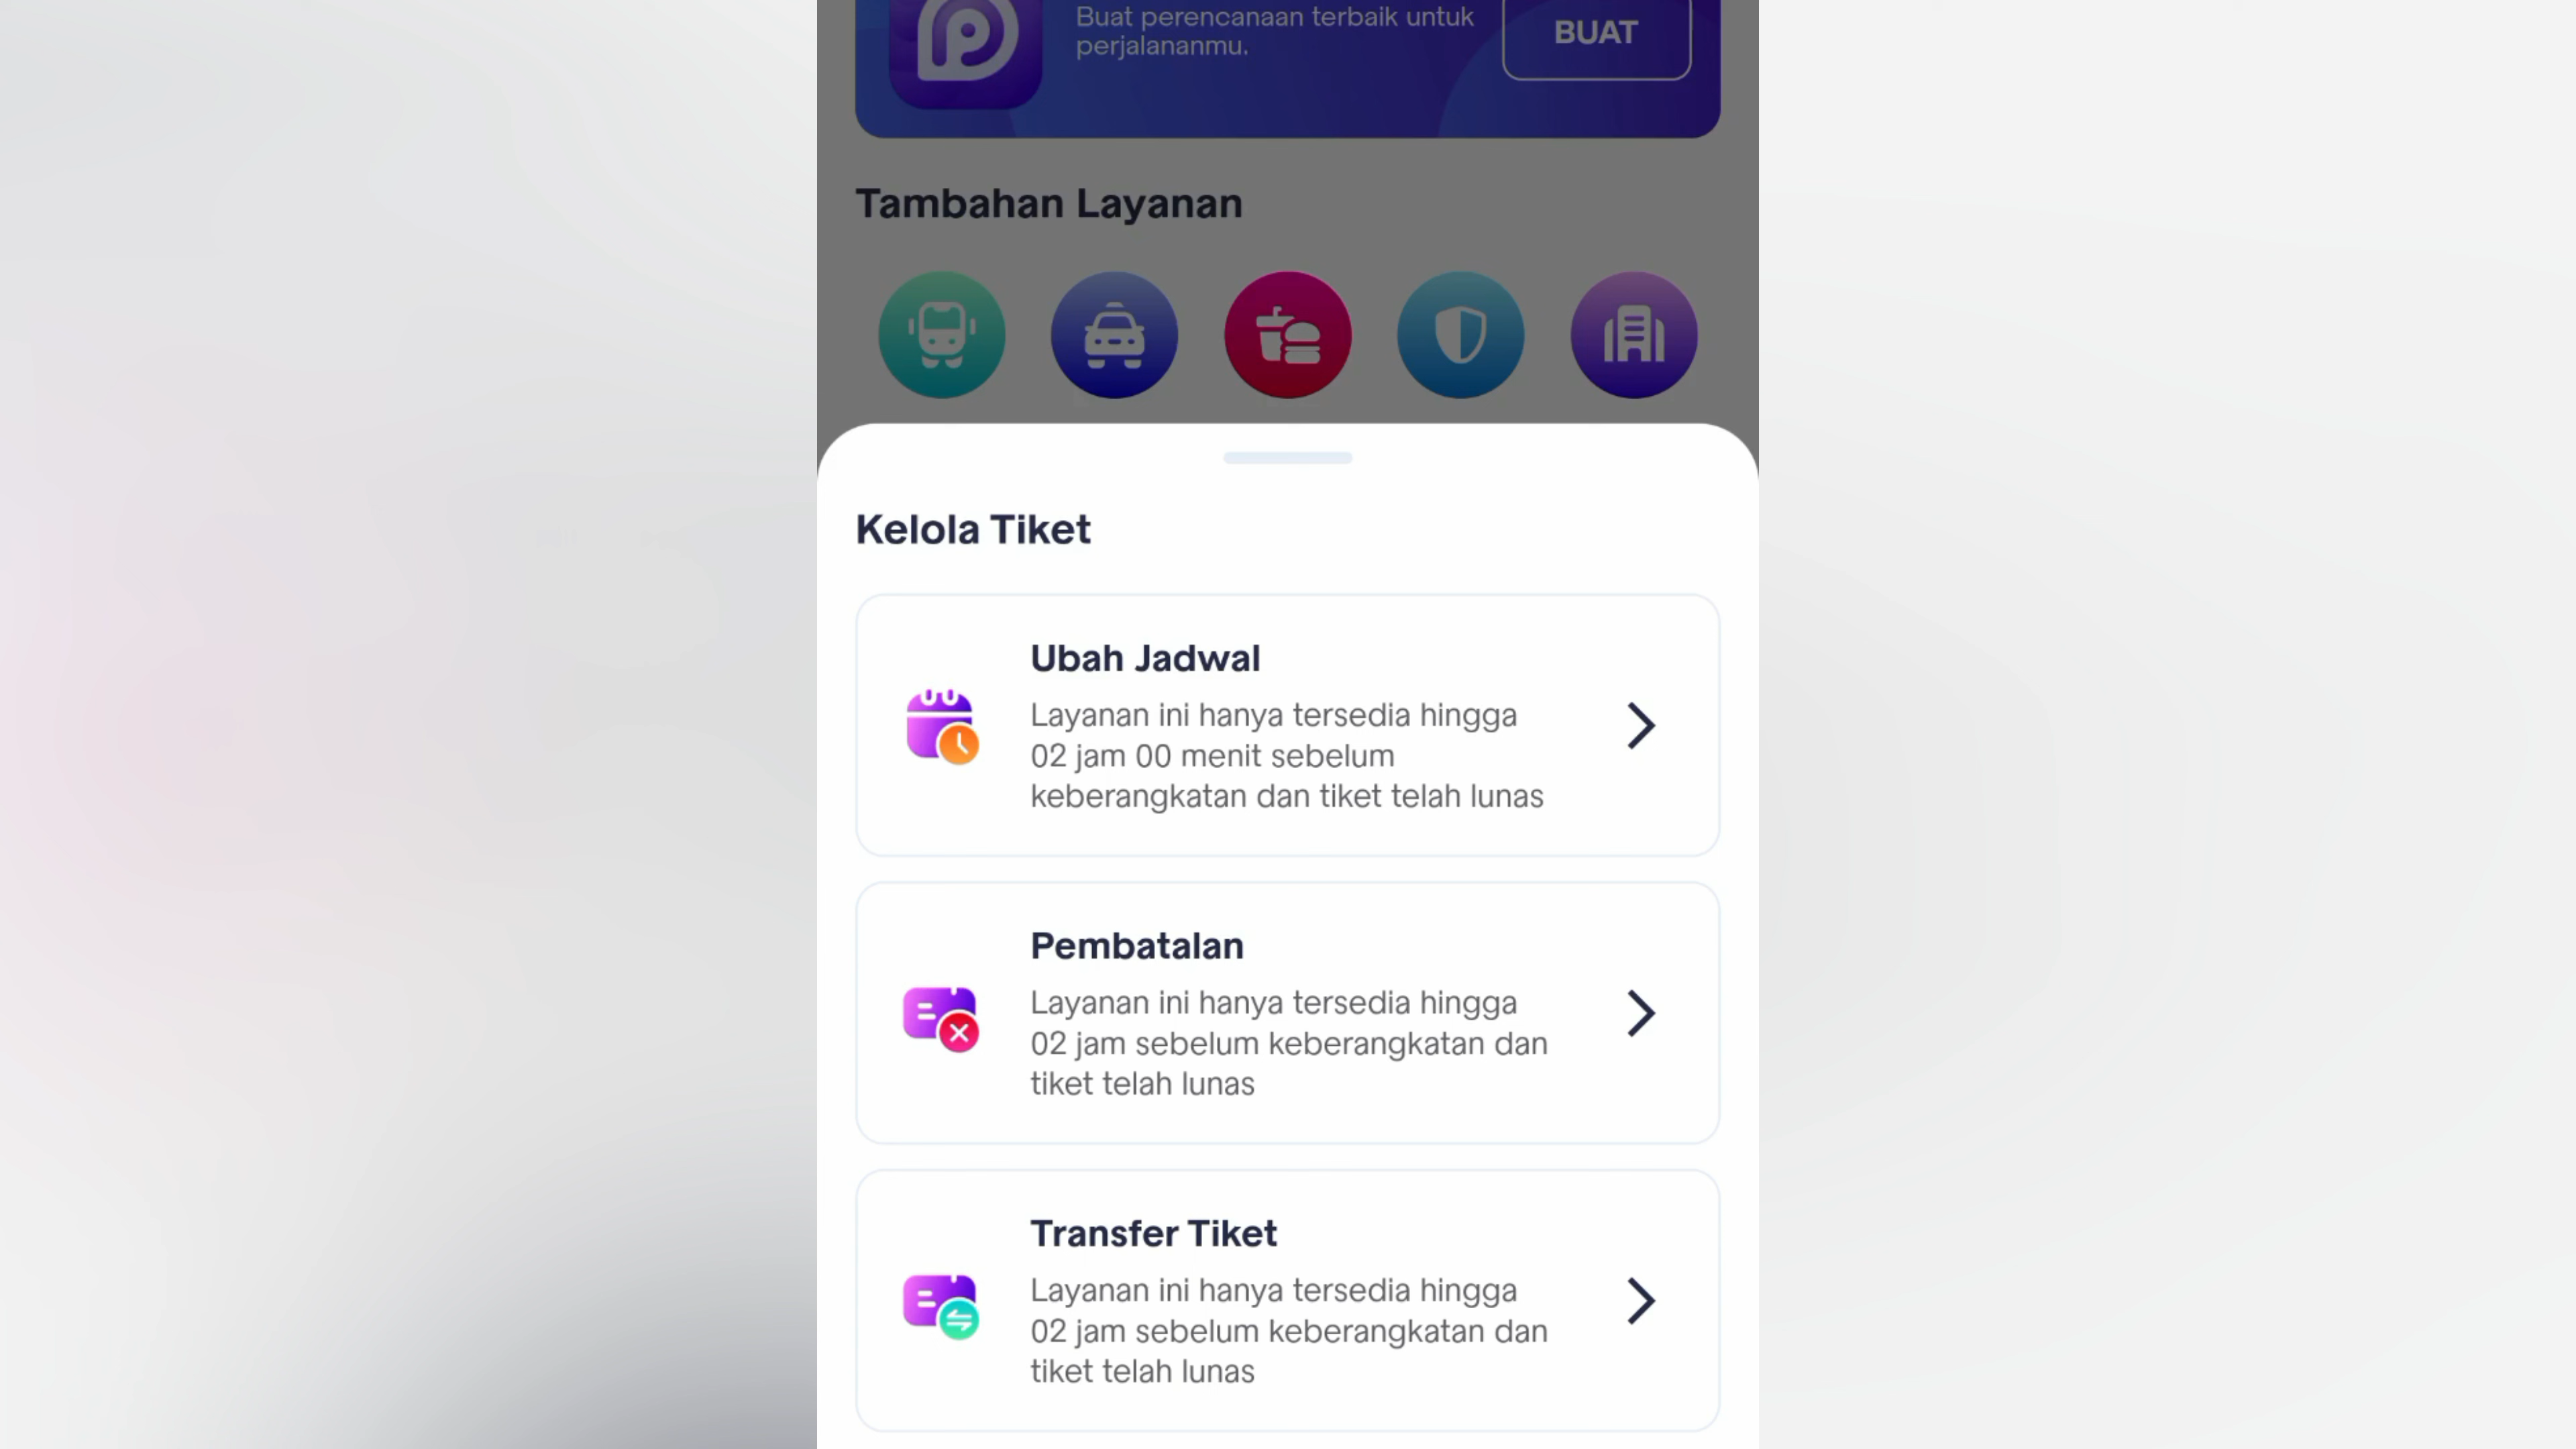 Buat perencanaan terbaik untuk
perjalananmu.
BUAT
Tambahan Layanan
Kelola Tiket
Ubah Jadwal
Layanan ini hanya tersedia hingga
02 jam 00 menit sebelum
keberangkatan dan tiket telah lunas
Pembatalan
Layanan ini hanya tersedia hingga
02 jam sebelum keberangkatan dan
tiket telah lunas
Transfer Tiket
Layanan ini hanya tersedia hingga
02 jam sebelum keberangkatan dan
tiket telah lunas